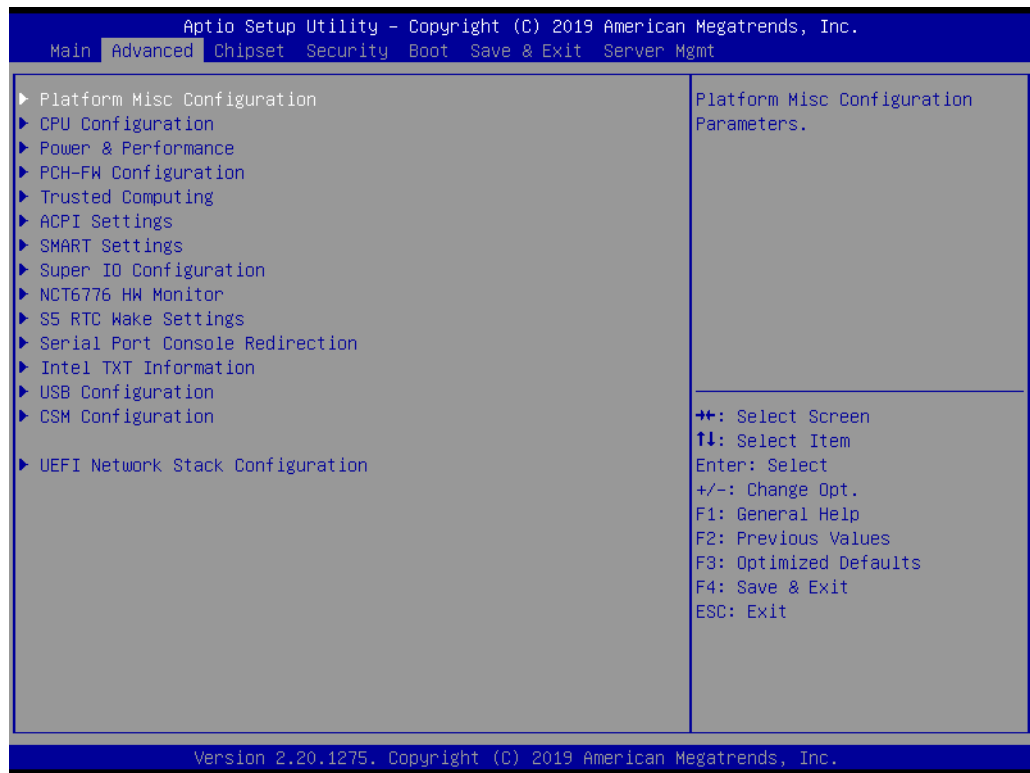 Aptio Setup Utility – Copyright (C) 2019 American Megatrends, Inc.
Main Advanced Chipset Security Boot Save & Exit Server Mgmt
▶ Platform Misc Configuration
▶ CPU Configuration
▶ Power & Performance
▶ PCH-FW Configuration
▶ Trusted Computing
▶ ACPI Settings
▶ SMART Settings
▶ Super IO Configuration
▶ NCT6776 HW Monitor
▶ S5 RTC Wake Settings
▶ Serial Port Console Redirection
▶ Intel TXT Information
▶ USB Configuration
▶ CSM Configuration
▶ UEFI Network Stack Configuration
Platform Misc Configuration
Parameters.
→←: Select Screen
↑↓: Select Item
Enter: Select
+/-: Change Opt.
F1: General Help
F2: Previous Values
F3: Optimized Defaults
F4: Save & Exit
ESC: Exit
Version 2.20.1275. Copyright (C) 2019 American Megatrends, Inc.